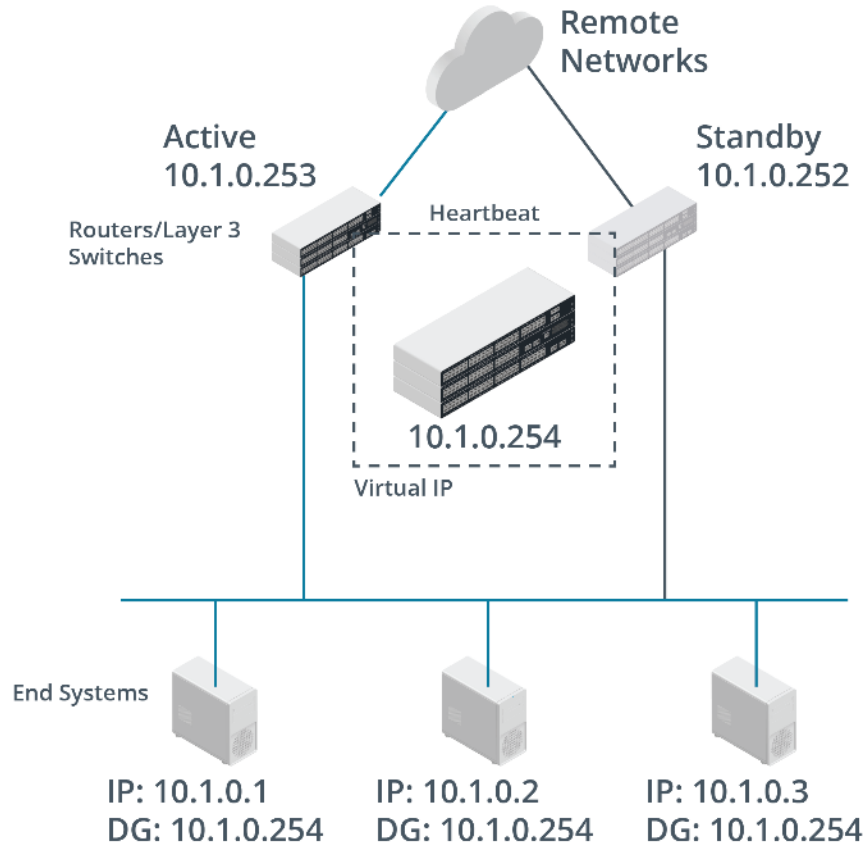 Remote
Networks
Active
10.1.0.253
Standby
10.1.0.252
Routers/Layer 3
Switches
Heartbeat
10.1.0.254
Virtual IP
End Systems
IP: 10.1.0.1
DG: 10.1.0.254
IP: 10.1.0.2
DG: 10.1.0.254
IP: 10.1.0.3
DG: 10.1.0.254